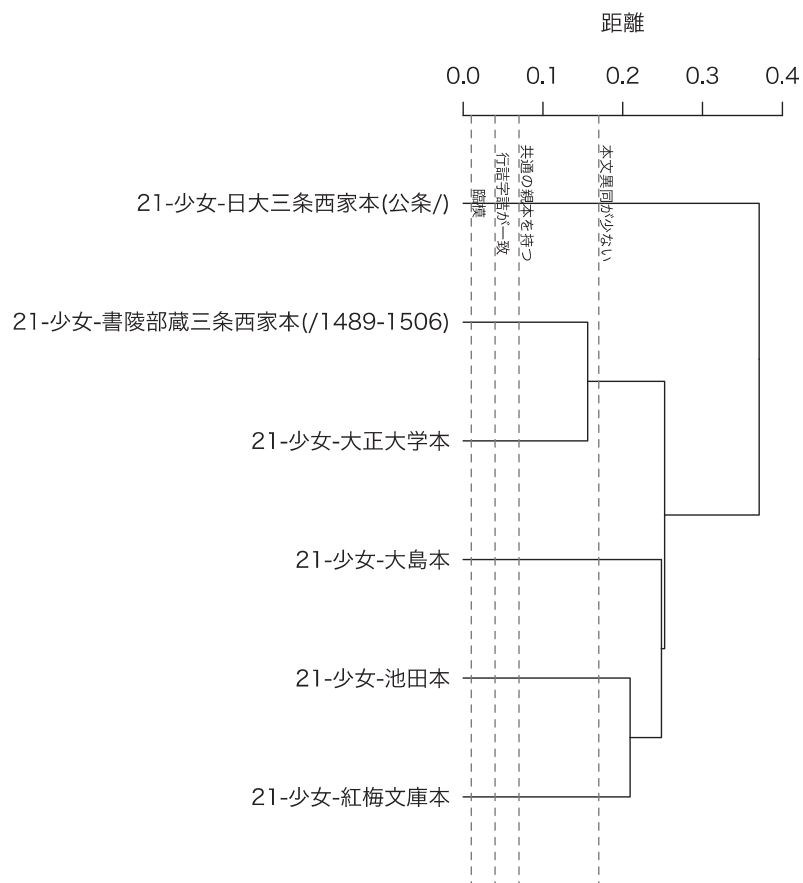 距離
0.0 0.1 0.2 0.3 0.4
臨模
行詰字詰が一致
共通の親本を持つ
本文異同が少ない
21-少女-日大三条西家本(公条/)
21-少女-書陵部蔵三条西家本(/1489-1506)
21-少女-大正大学本
21-少女-大島本
21-少女-池田本
21-少女-紅梅文庫本